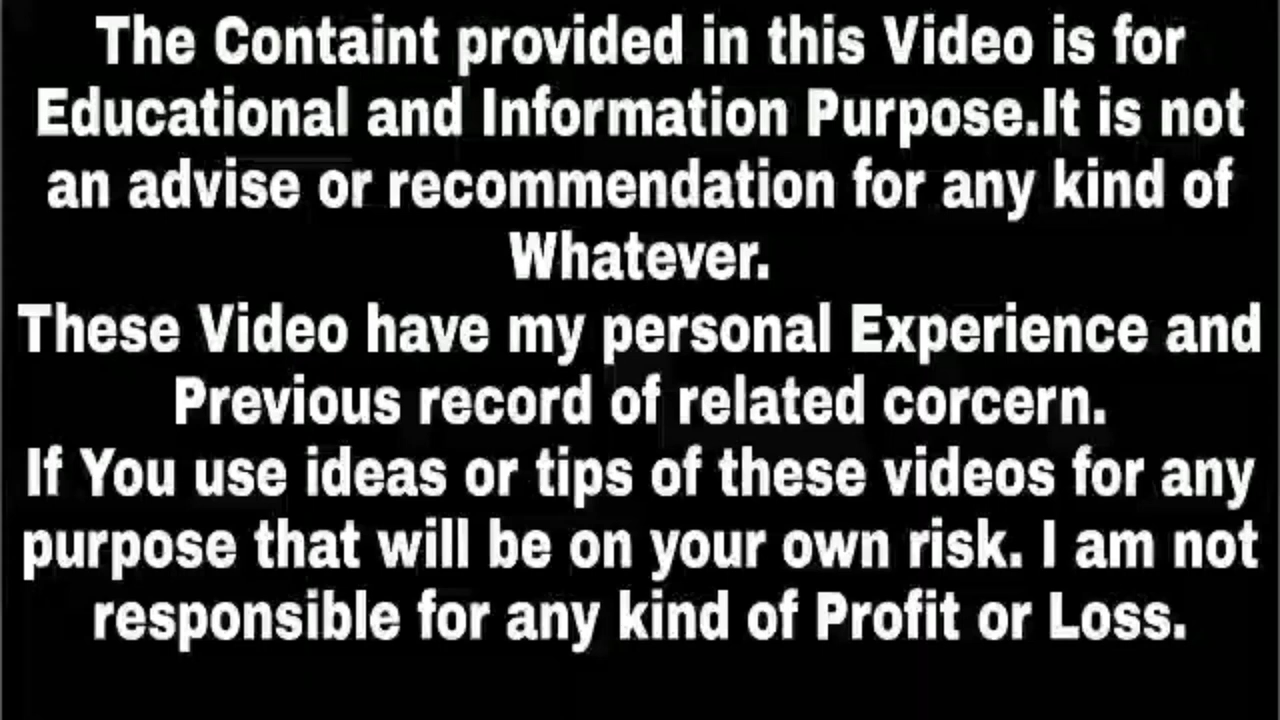 The Containt provided in this Video is for
Educational and Information Purpose.It is not
an advise or recommendation for any kind of
Whatever.
These Video have my personal Experience and
Previous record of related corcern.
If You use ideas or tips of these videos for any
purpose that will be on your own risk. I am not
responsible for any kind of Profit or Loss.